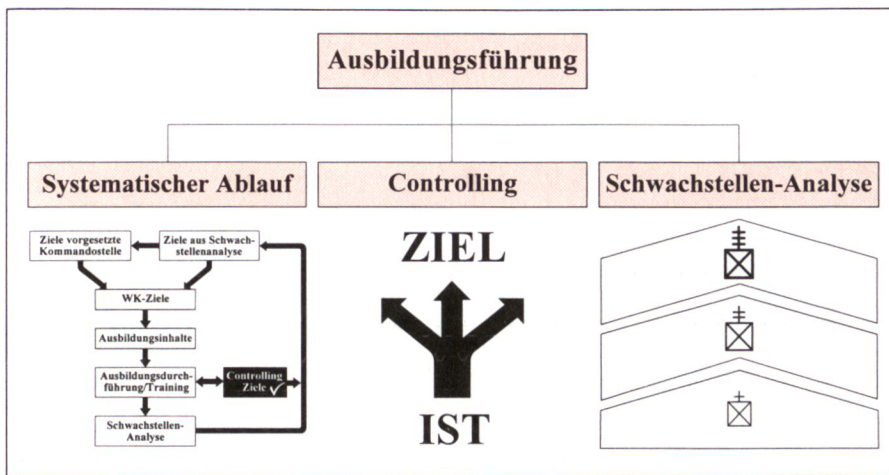 Ausbildungsführung
Systematischer Ablauf
Controlling
Schwachstellen-Analyse
Ziele vorgesetzte
Kommandostelle
Ziele aus Schwach-
stellenanalyse
WK-Ziele
Ausbildungsinhalte
Ausbildungsdurch-
führung/Training
Controlling
Ziele ✓
Schwachstellen-
Analyse
ZIEL
IST